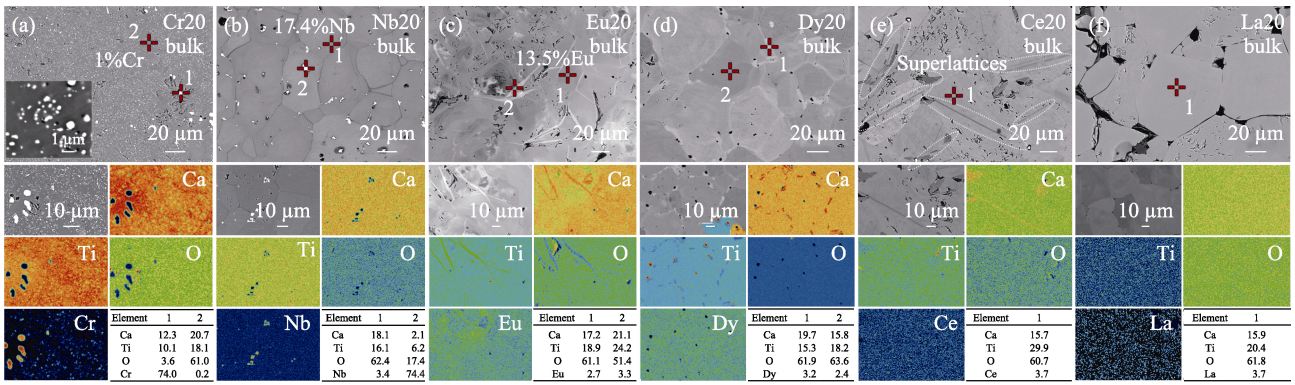 (a)
2
Cr20
bulk
1%Cr
1
1 µm
20 µm
(b)
17.4%Nb
Nb20
bulk
1
2
20 µm
(c)
Eu20
bulk
13.5%Eu
2
1
20 µm
(d)
Dy20
bulk
1
2
20 µm
(e)
Ce20
bulk
Superlattices
1
20 µm
(f)
La20
bulk
1
20 µm
10 µm
Ca
10 µm
Ca
10 µm
Ca
10 µm
Ca
10 µm
Ca
10 µm
Ti
O
Ti
O
Ti
O
Ti
O
Ti
O
Ti
O
Cr
Element 1 2
Ca 12.3 20.7
Ti 10.1 18.1
O 3.6 61.0
Cr 74.0 0.2
Nb
Element 1 2
Ca 18.1 2.1
Ti 16.1 6.2
O 62.4 17.4
Nb 3.4 74.4
Eu
Element 1 2
Ca 17.2 21.1
Ti 18.9 24.2
O 61.1 51.4
Eu 2.7 3.3
Dy
Element 1 2
Ca 19.7 15.8
Ti 15.3 18.2
O 61.9 63.6
Dy 3.2 2.4
Ce
Element 1
Ca 15.7
Ti 29.9
O 60.7
Ce 3.7
La
Element 1
Ca 15.9
Ti 20.4
O 61.8
La 3.7